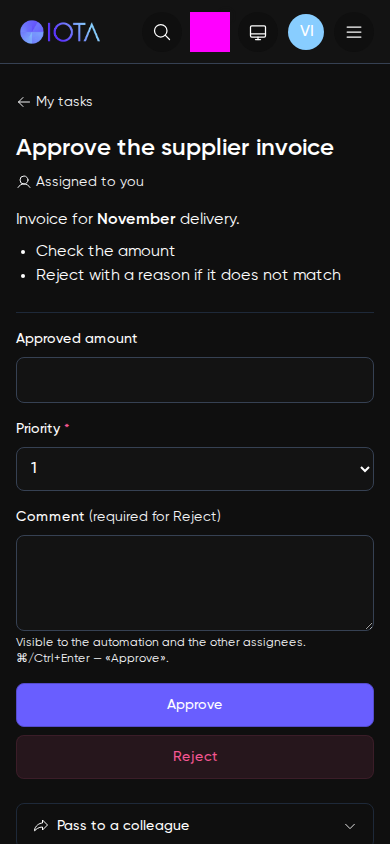 IOTA
VI
← My tasks
Approve the supplier invoice
Assigned to you
Invoice for November delivery.
• Check the amount
• Reject with a reason if it does not match
Approved amount
Priority *
1
Comment (required for Reject)
Visible to the automation and the other assignees.
⌘/Ctrl+Enter — «Approve».
Approve
Reject
Pass to a colleague